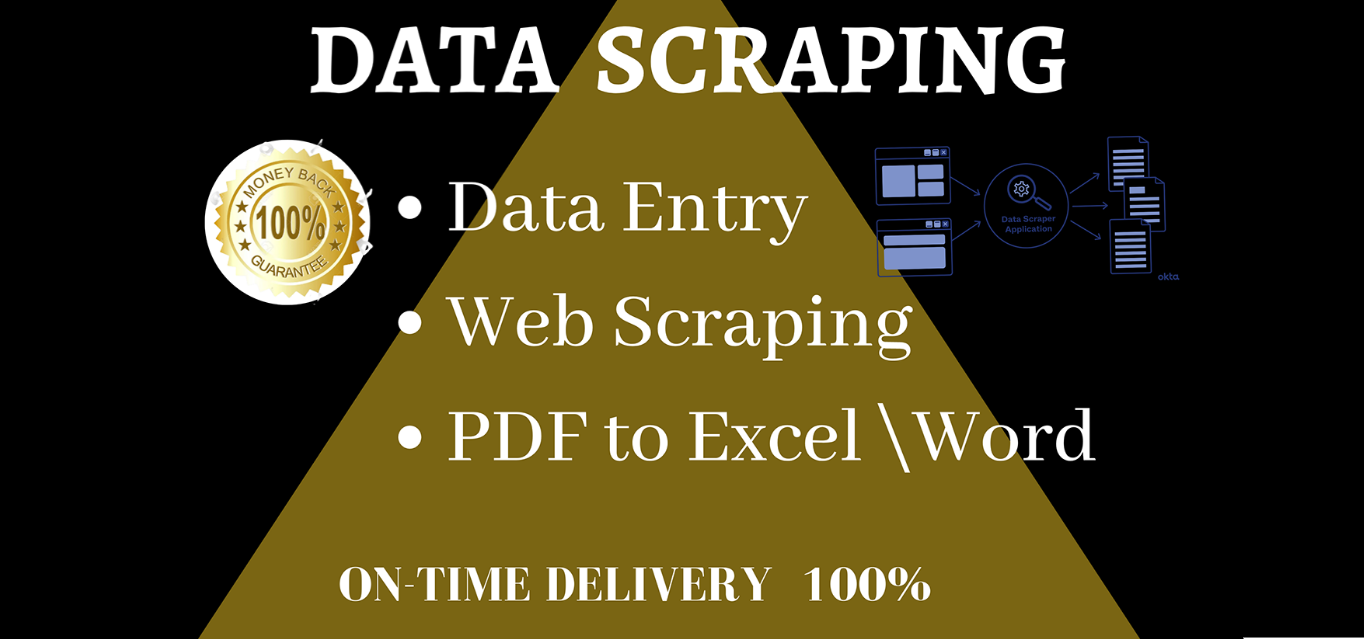 DATA SCRAPING
MONEY BACK
100%
GUARANTEE
• Data Entry
• Web Scraping
• PDF to Excel \Word
Data Scraper
Application
okta
ON-TIME DELIVERY 100%